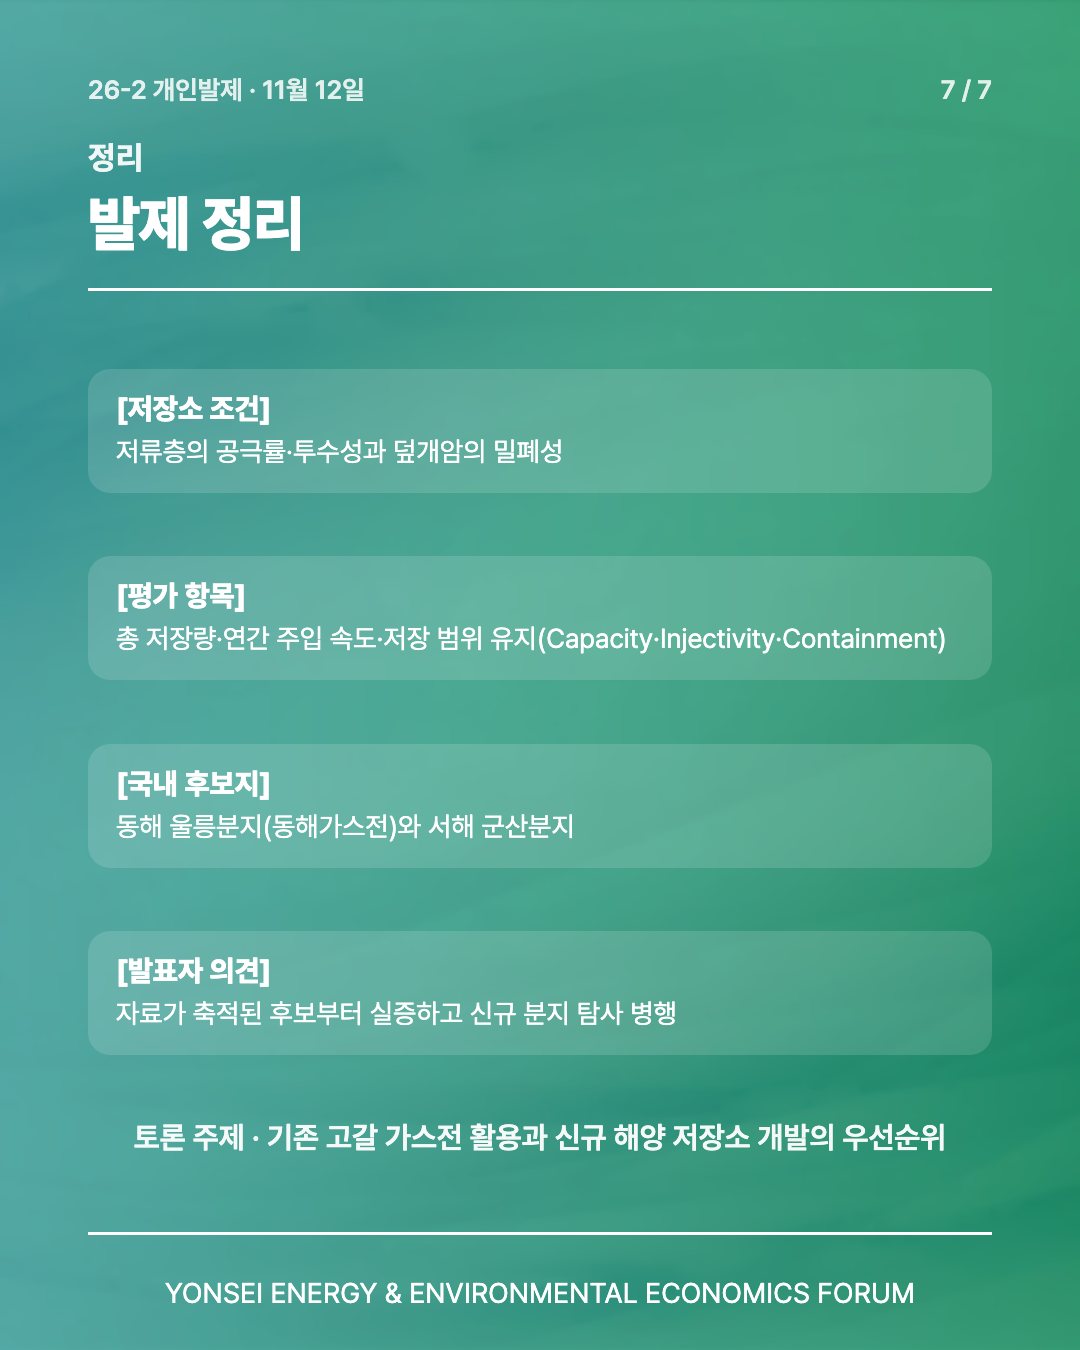 26-2 개인발제 · 11월 12일
7 / 7
정리
발제 정리
[저장소 조건]
저류층의 공극률·투수성과 덮개암의 밀폐성
[평가 항목]
총 저장량·연간 주입 속도·저장 범위 유지(Capacity·Injectivity·Containment)
[국내 후보지]
동해 울릉분지(동해가스전)와 서해 군산분지
[발표자 의견]
자료가 축적된 후보부터 실증하고 신규 분지 탐사 병행
토론 주제 · 기존 고갈 가스전 활용과 신규 해양 저장소 개발의 우선순위
YONSEI ENERGY & ENVIRONMENTAL ECONOMICS FORUM